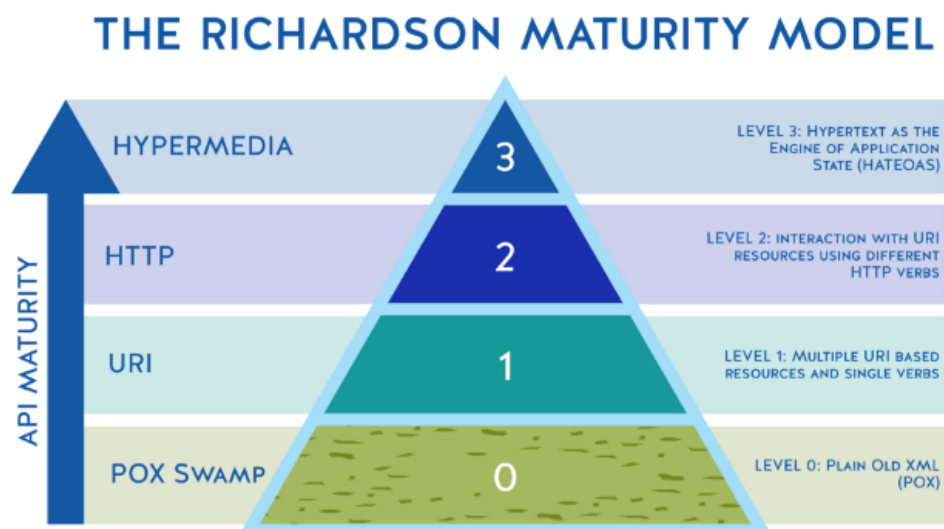 THE RICHARDSON MATURITY MODEL
HYPERMEDIA
3
LEVEL 3: HYPERTEXT AS THE
ENGINE OF APPLICATION
STATE (HATEOAS)
HTTP
2
LEVEL 2: INTERACTION WITH URI
RESOURCES USING DIFFERENT
HTTP VERBS
API MATURITY
URI
1
LEVEL 1: MULTIPLE URI BASED
RESOURCES AND SINGLE VERBS
POX SWAMP
0
LEVEL 0: PLAIN OLD XML
(POX)